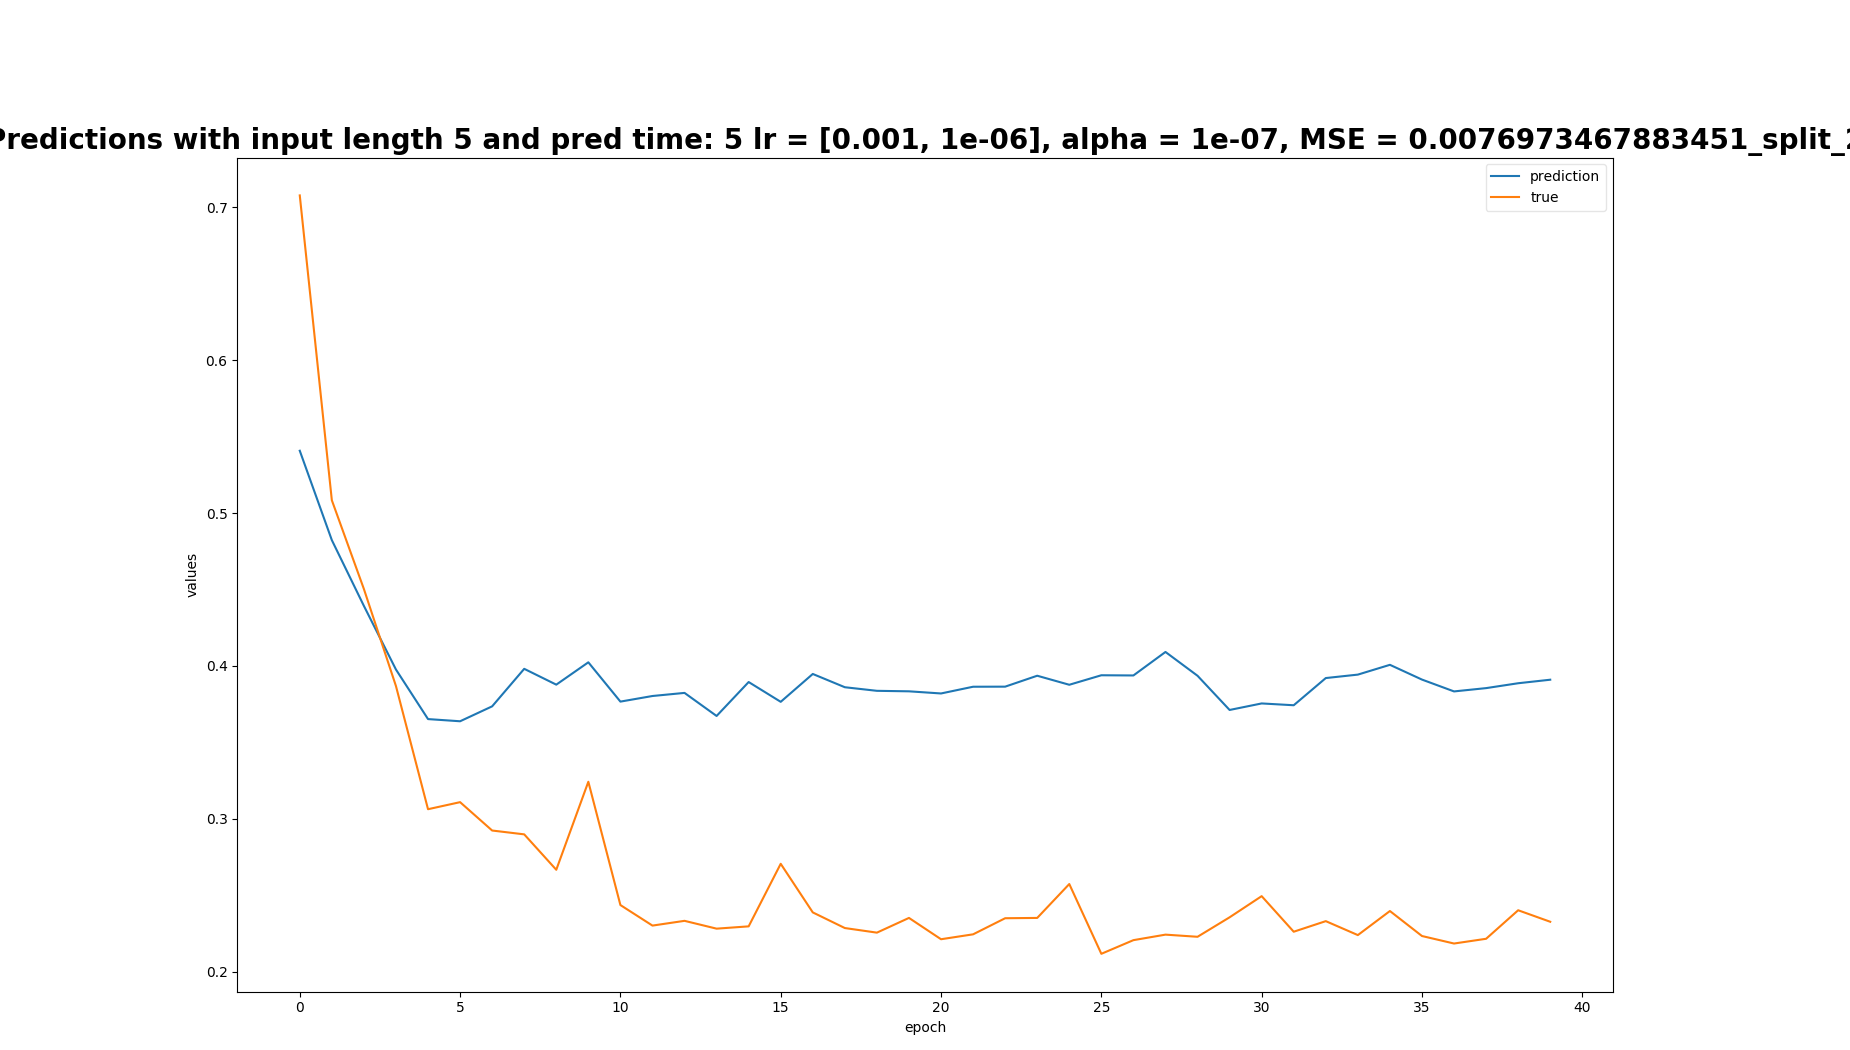 Predictions with input length 5 and pred time: 5 lr = [0.001, 1e-06], alpha = 1e-07, MSE = 0.0076973467883451_split_2
prediction
true
0.7
0.6
0.5
0.4
0.3
0.2
values
0 5 10 15 20 25 30 35 40
epoch